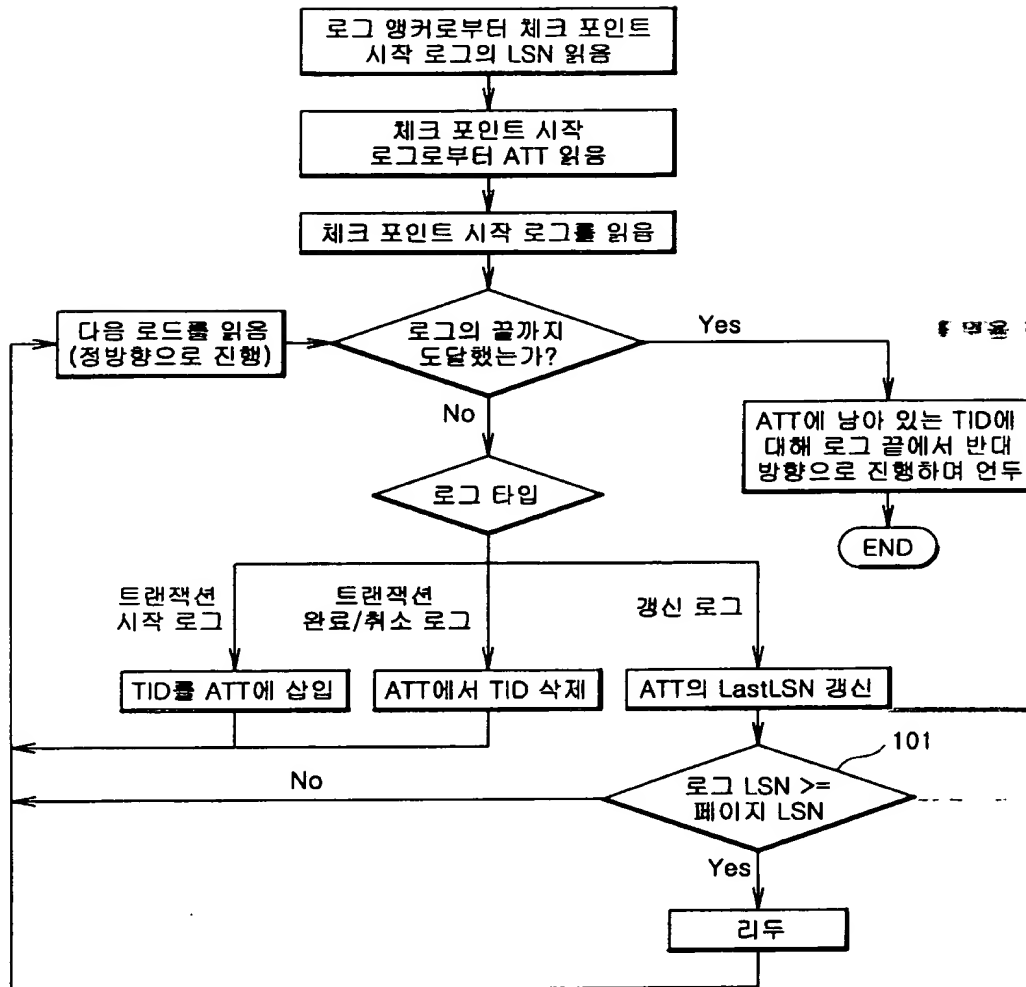 로그 앵커로부터 체크 포인트
시작 로그의 LSN 읽음
체크 포인트 시작
로그로부터 ATT 읽음
체크 포인트 시작 로그를 읽음
다음 로드를 읽음
(정방향으로 진행)
로그의 끝까지
도달했는가?
Yes
No
ATT에 남아 있는 TID에
대해 로그 끝에서 반대
방향으로 진행하며 언두
END
로그 타입
트랜잭션
시작 로그
트랜잭션
완료/취소 로그
갱신 로그
TID를 ATT에 삽입
ATT에서 TID 삭제
ATT의 LastLSN 갱신
101
로그 LSN >=
페이지 LSN
No
Yes
리두